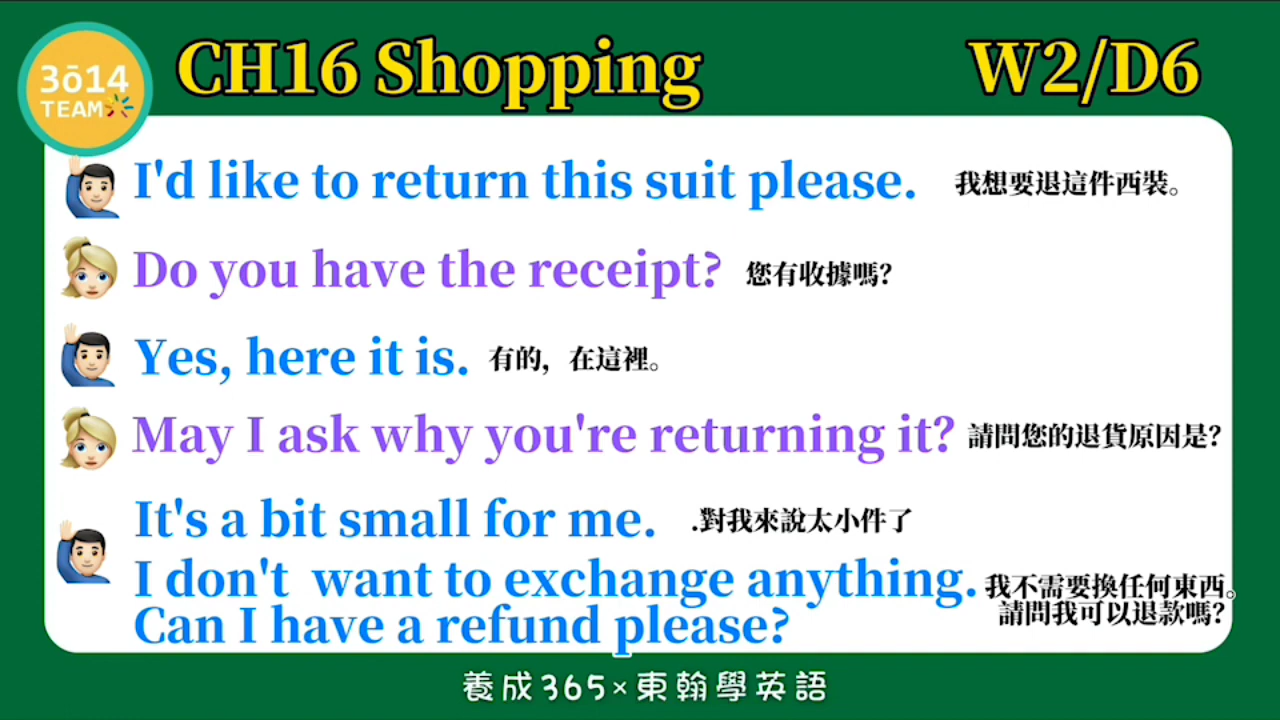 3ō14
TEAM
CH16 Shopping
W2/D6
I'd like to return this suit please. 我想要退這件西裝。
Do you have the receipt? 您有收據嗎?
Yes, here it is. 有的，在這裡。
May I ask why you're returning it? 請問您的退貨原因是?
It's a bit small for me. .對我來說太小件了
I don't want to exchange anything. 我不需要換任何東西。
Can I have a refund please? 請問我可以退款嗎?
養成365×東翰學英語